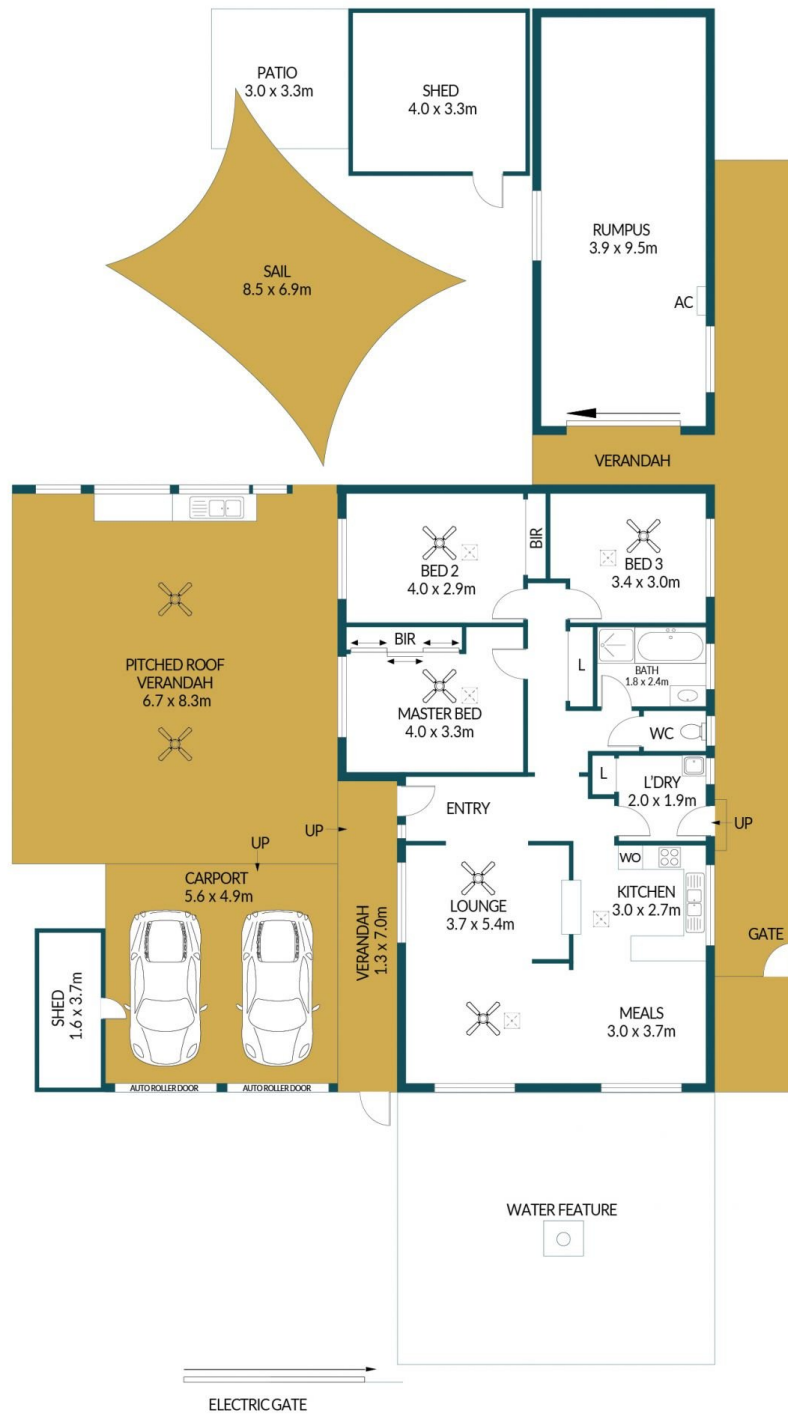 PATIO
3.0 x 3.3m
SHED
4.0 x 3.3m
RUMPUS
3.9 x 9.5m
AC
SAIL
8.5 x 6.9m
VERANDAH
BED 2
4.0 x 2.9m
BIR
BED 3
3.4 x 3.0m
PITCHED ROOF
VERANDAH
6.7 x 8.3m
BIR
MASTER BED
4.0 x 3.3m
L
BATH
1.8 x 2.4m
WC
L
L'DRY
2.0 x 1.9m
UP
ENTRY
UP
UP
CARPORT
5.6 x 4.9m
VERANDAH
1.3 x 7.0m
LOUNGE
3.7 x 5.4m
WO
KITCHEN
3.0 x 2.7m
GATE
SHED
1.6 x 3.7m
MEALS
3.0 x 3.7m
AUTO ROLLER DOOR
AUTO ROLLER DOOR
WATER FEATURE
ELECTRIC GATE